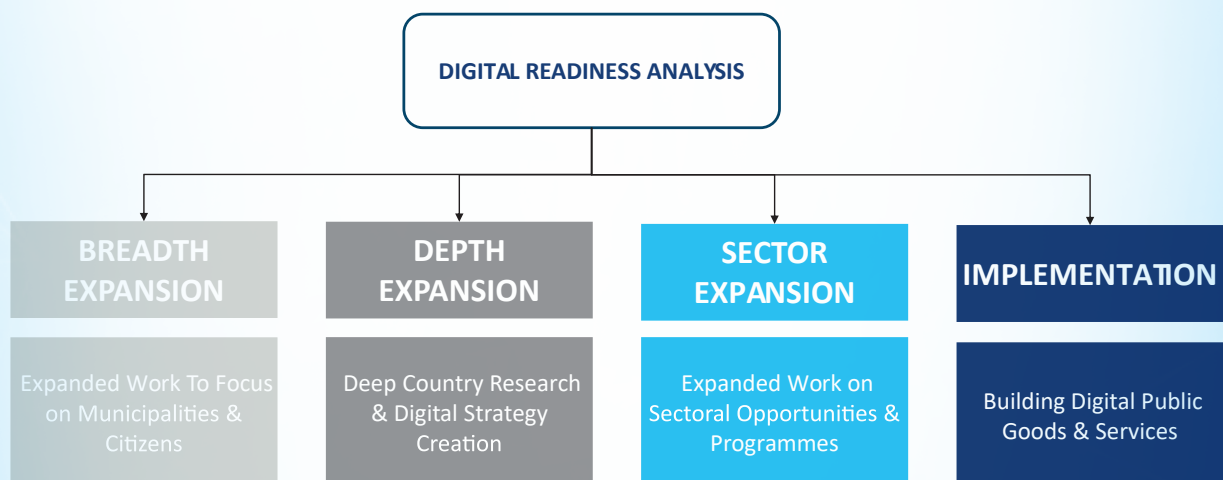 DIGITAL READINESS ANALYSIS
BREADTH
EXPANSION
Expanded Work To Focus
on Municipalities &
Citizens
DEPTH
EXPANSION
Deep Country Research
& Digital Strategy
Creation
SECTOR
EXPANSION
Expanded Work on
Sectoral Opportunities &
Programmes
IMPLEMENTATION
Building Digital Public
Goods & Services